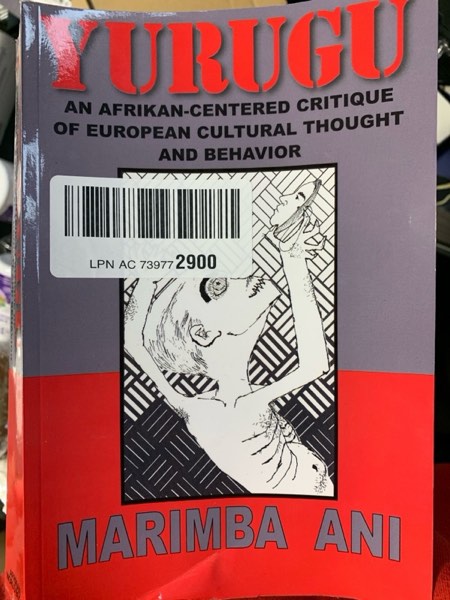 YURUGU
AN AFRIKAN-CENTERED CRITIQUE
OF EUROPEAN CULTURAL THOUGHT
AND BEHAVIOR
LPN AC 73977 2900
MARIMBA ANI